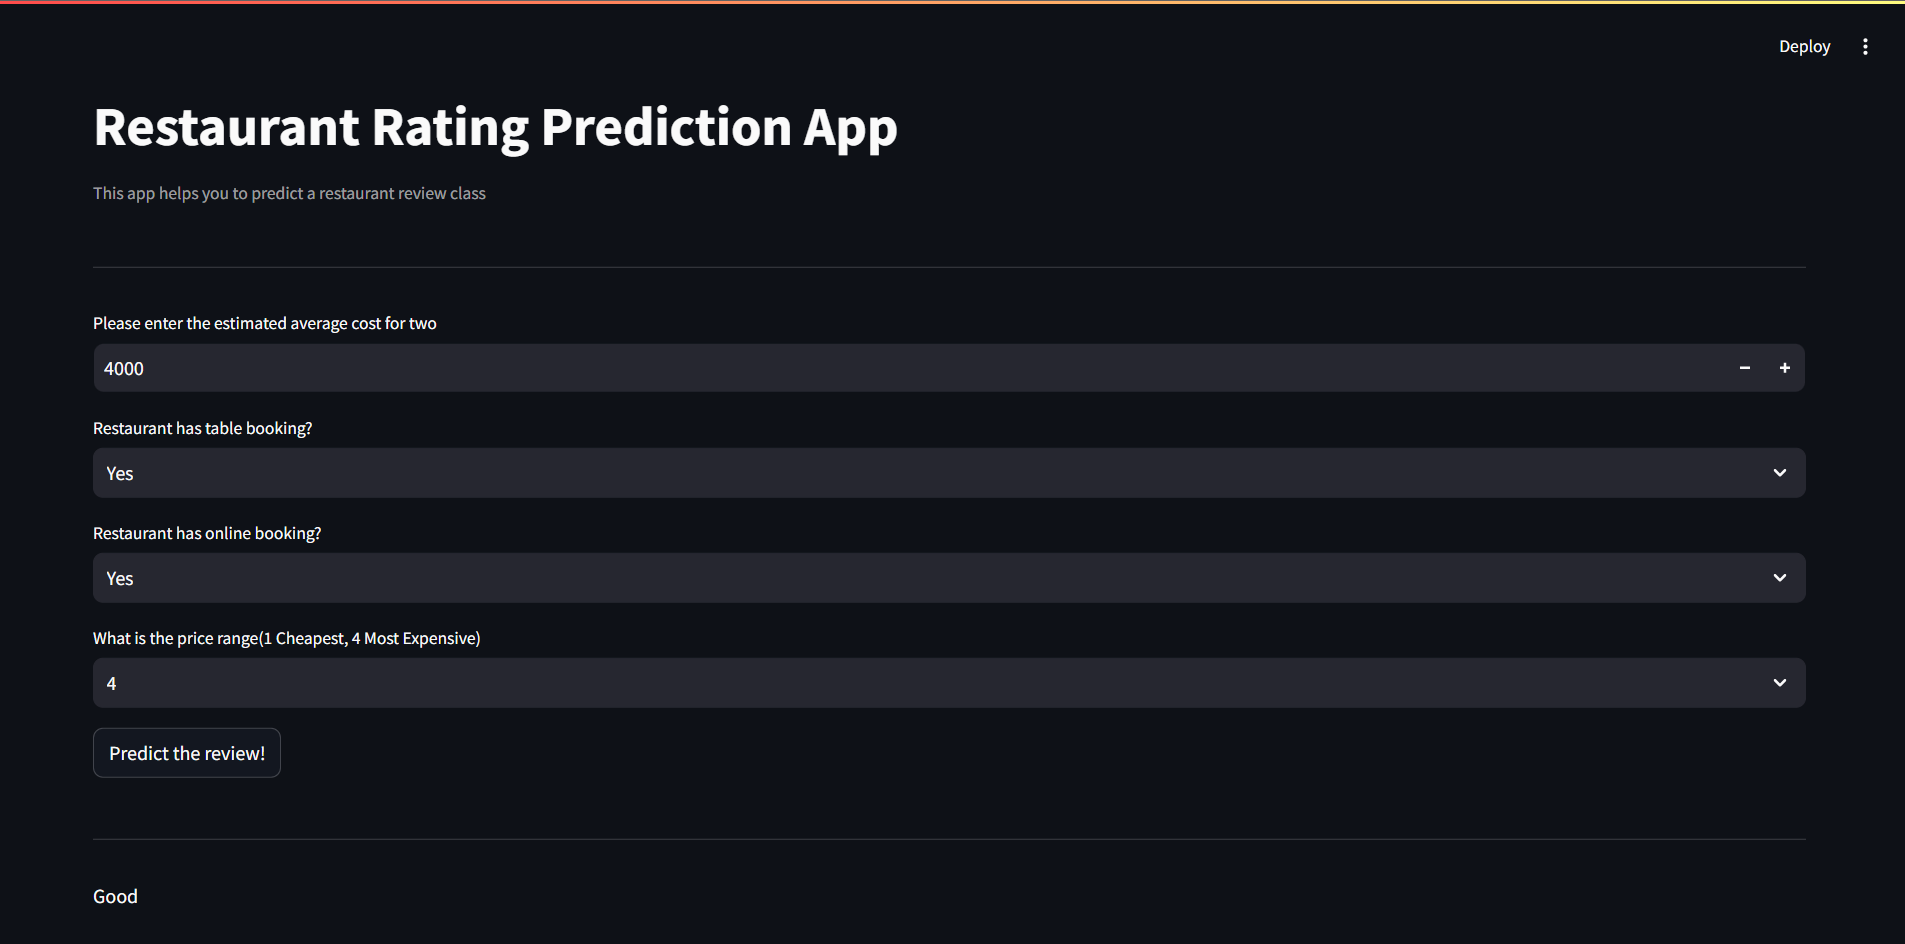 Deploy
Restaurant Rating Prediction App
This app helps you to predict a restaurant review class
Please enter the estimated average cost for two
4000
Restaurant has table booking?
Yes
Restaurant has online booking?
Yes
What is the price range(1 Cheapest, 4 Most Expensive)
4
Predict the review!
Good